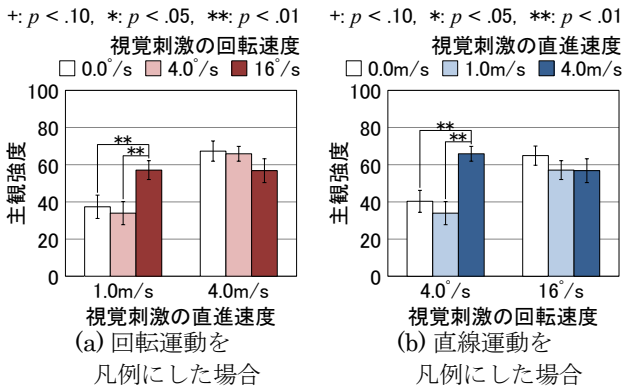 +: p < .10, *: p < .05, **: p < .01
視覚刺激の回転速度
0.0°/s 4.0°/s 16°/s
主観強度
100
80
60
40
20
0
** 
**
1.0m/s 4.0m/s
視覚刺激の直進速度
(a) 回転運動を
凡例にした場合
+: p < .10, *: p < .05, **: p < .01
視覚刺激の直進速度
0.0m/s 1.0m/s 4.0m/s
主観強度
100
80
60
40
20
0
**
**
4.0°/s 16°/s
視覚刺激の回転速度
(b) 直線運動を
凡例にした場合